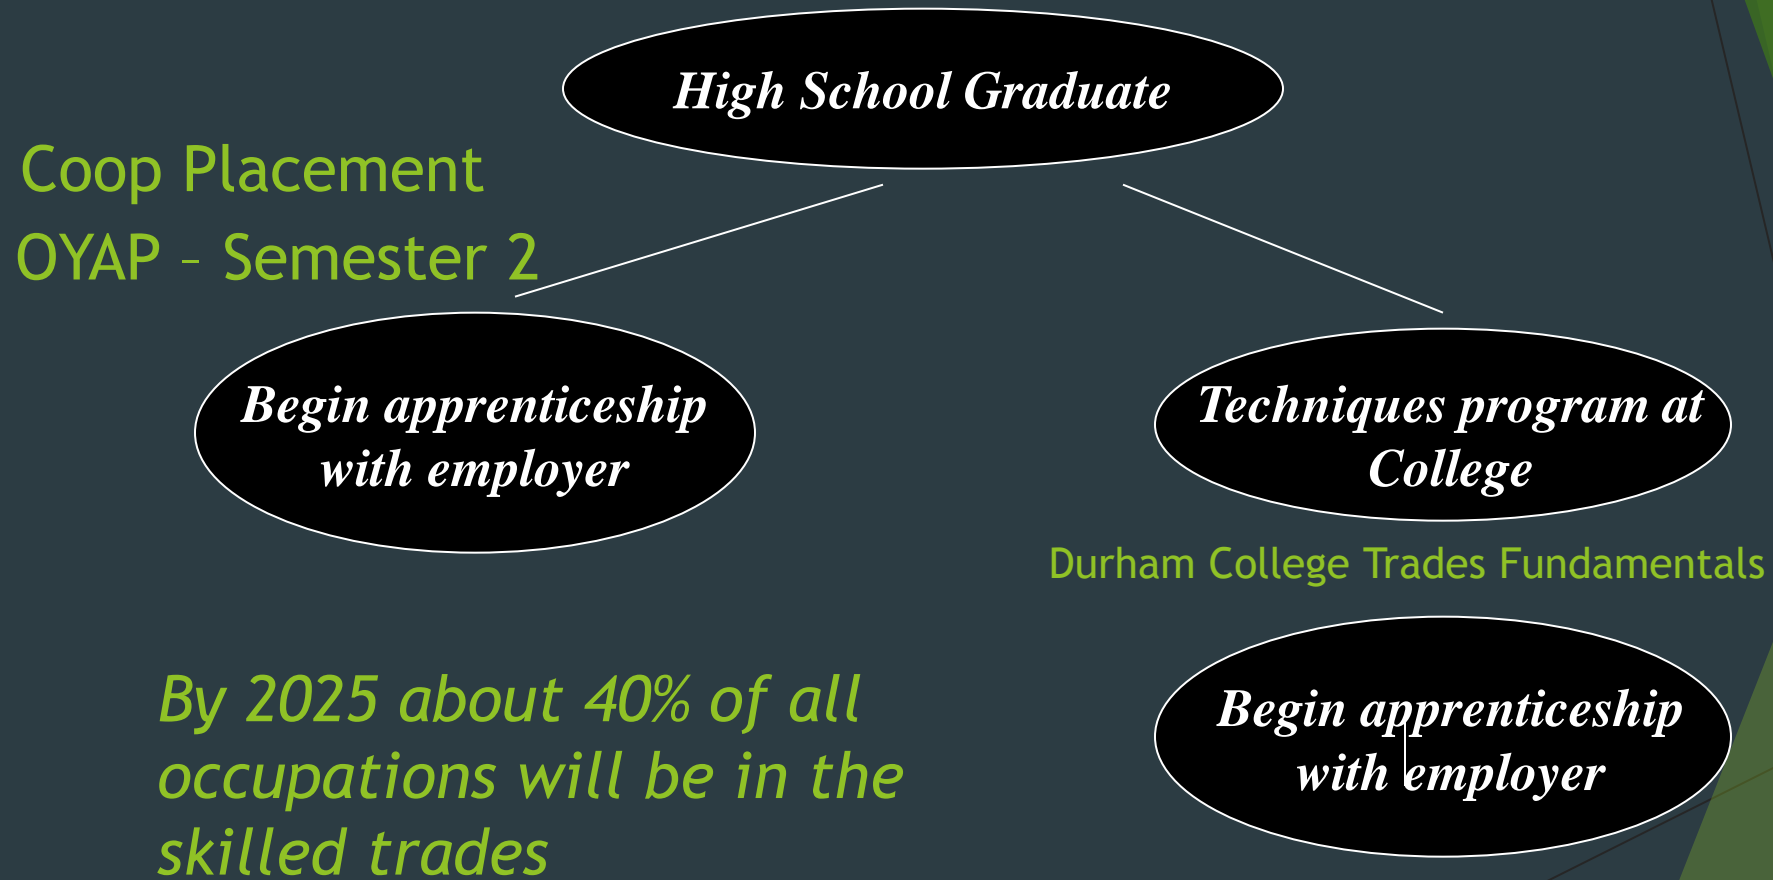 High School Graduate
Coop Placement
OYAP – Semester 2
Begin apprenticeship
with employer
Techniques program at
College
Durham College Trades Fundamentals
Begin apprenticeship
with employer
By 2025 about 40% of all
occupations will be in the
skilled trades